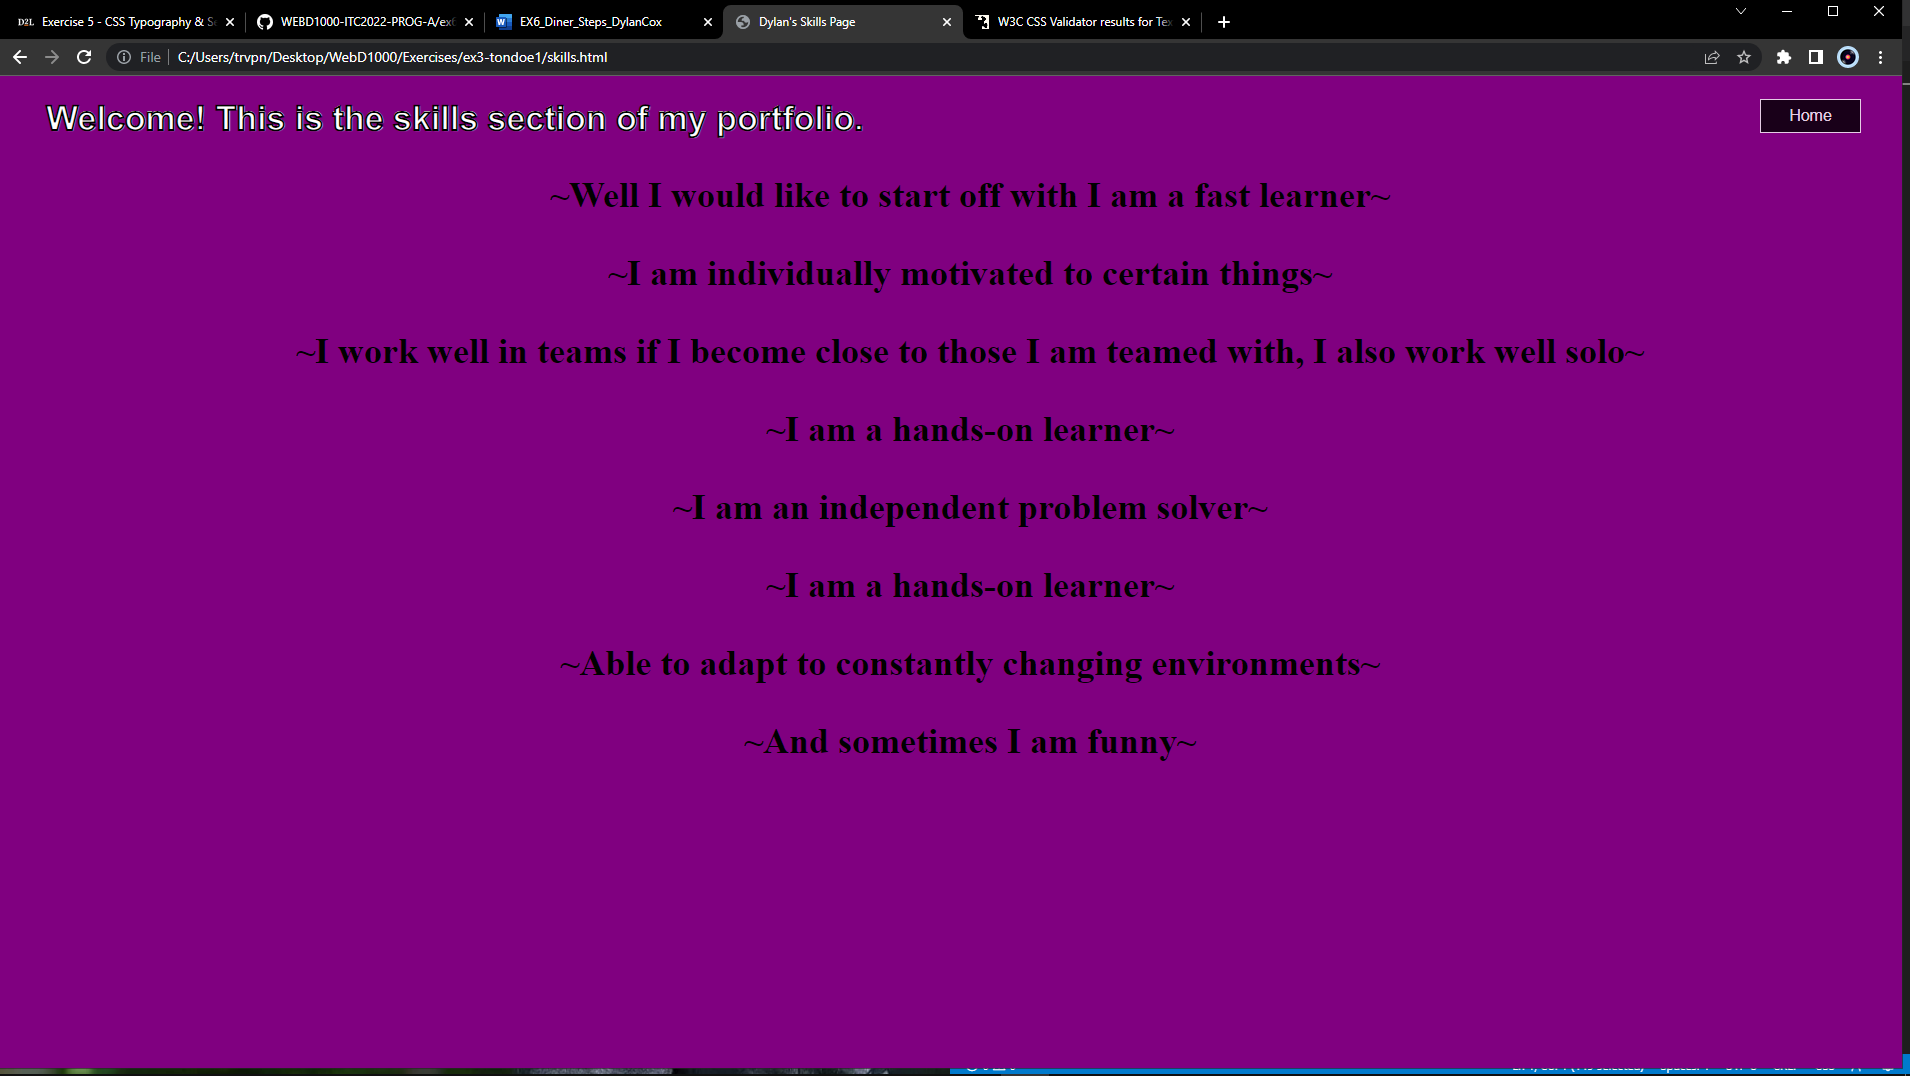 D2L Exercise 5 - CSS Typography & S
WEBD1000-ITC2022-PROG-A/ex6
EX6_Diner_Steps_DylanCox
Dylan's Skills Page
W3C CSS Validator results for Tex
File
C:/Users/trvpn/Desktop/WebD1000/Exercises/ex3-tondoe1/skills.html
Welcome! This is the skills section of my portfolio.
Home
~Well I would like to start off with I am a fast learner~
~I am individually motivated to certain things~
~I work well in teams if I become close to those I am teamed with, I also work well solo~
~I am a hands-on learner~
~I am an independent problem solver~
~I am a hands-on learner~
~Able to adapt to constantly changing environments~
~And sometimes I am funny~